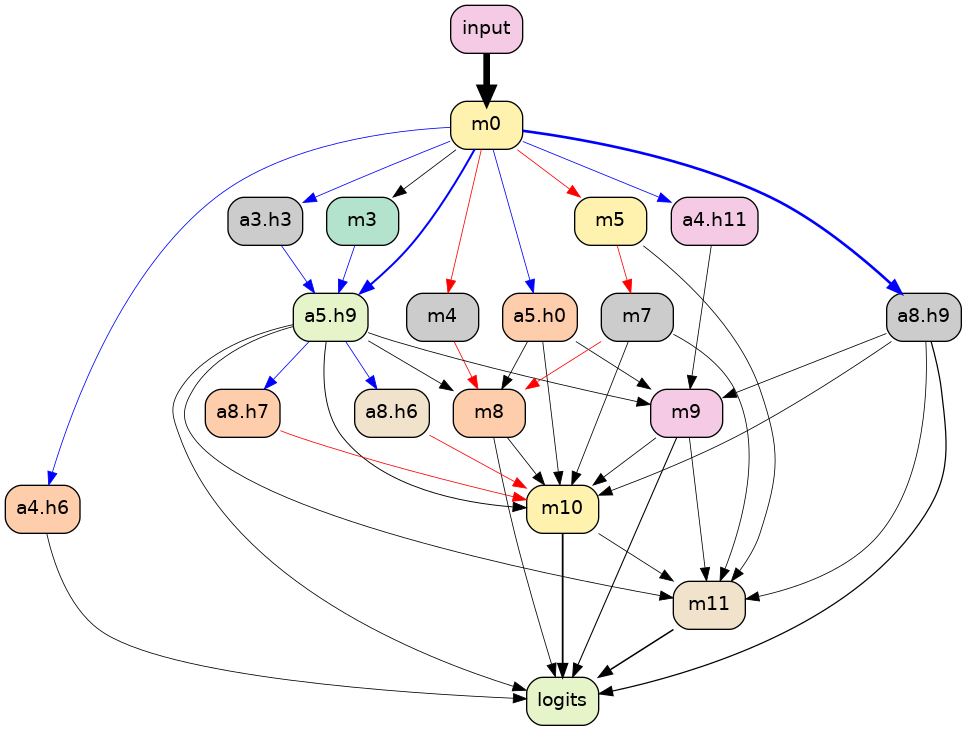 input
m0
a3.h3
m3
m5
a4.h11
a5.h9
m4
a5.h0
m7
a8.h9
a8.h7
a8.h6
m8
m9
a4.h6
m10
m11
logits